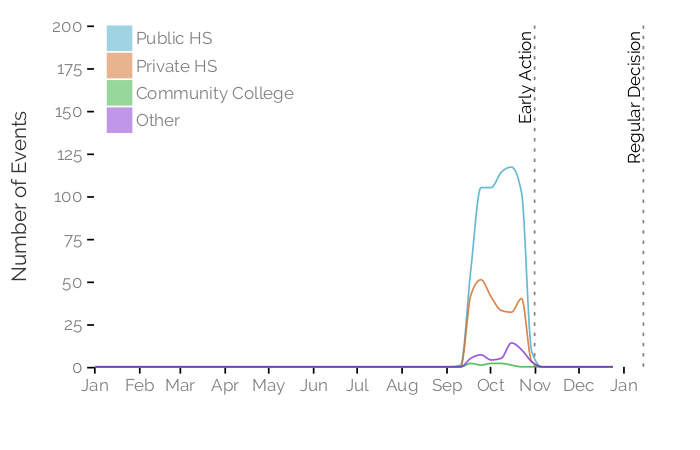 200
175
150
125
100
75
50
25
0
Number of Events
Public HS
Private HS
Community College
Other
Early Action
Regular Decision
Jan Feb Mar Apr May Jun Jul Aug Sep Oct Nov Dec Jan